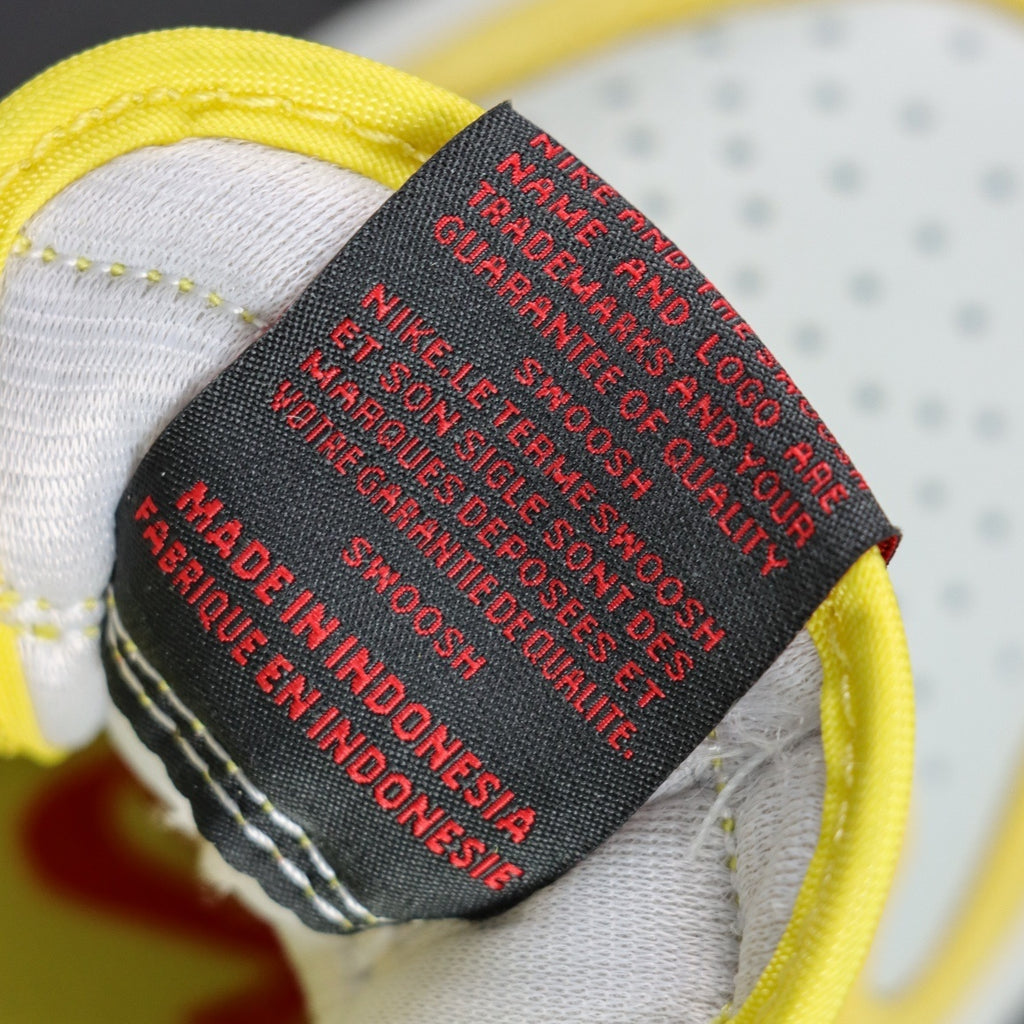 NIKE AND THE
NAME AND LOGO ARE
TRADEMARKS AND YOUR
GUARANTEE OF QUALITY
SWOOSH
NIKE.LE TERME SWOOSH
ET SON SIGLE SONT DES
MARQUES DEPOSEES ET
VOTRE GARANTIE DE QUALITE.
SWOOSH
MADE IN INDONESIA
FABRIQUE EN INDONESIE